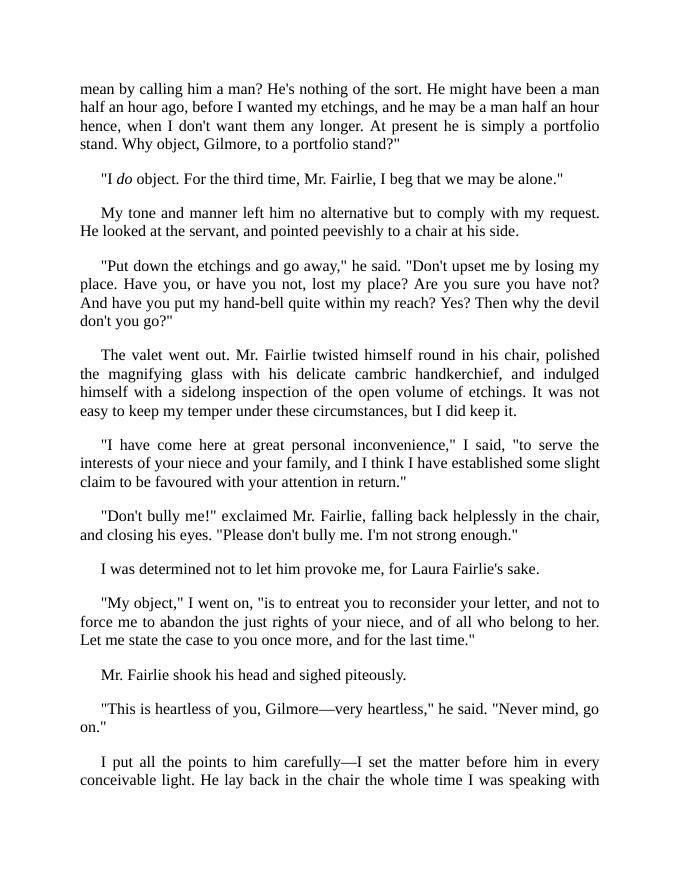 mean by calling him a man? He's nothing of the sort. He might have been a man
half an hour ago, before I wanted my etchings, and he may be a man half an hour
hence, when I don't want them any longer. At present he is simply a portfolio
stand. Why object, Gilmore, to a portfolio stand?"
"I do object. For the third time, Mr. Fairlie, I beg that we may be alone."
My tone and manner left him no alternative but to comply with my request.
He looked at the servant, and pointed peevishly to a chair at his side.
"Put down the etchings and go away," he said. "Don't upset me by losing my
place. Have you, or have you not, lost my place? Are you sure you have not?
And have you put my hand-bell quite within my reach? Yes? Then why the devil
don't you go?"
The valet went out. Mr. Fairlie twisted himself round in his chair, polished
the magnifying glass with his delicate cambric handkerchief, and indulged
himself with a sidelong inspection of the open volume of etchings. It was not
easy to keep my temper under these circumstances, but I did keep it.
"I have come here at great personal inconvenience," I said, "to serve the
interests of your niece and your family, and I think I have established some slight
claim to be favoured with your attention in return."
"Don't bully me!" exclaimed Mr. Fairlie, falling back helplessly in the chair,
and closing his eyes. "Please don't bully me. I'm not strong enough."
I was determined not to let him provoke me, for Laura Fairlie's sake.
"My object," I went on, "is to entreat you to reconsider your letter, and not to
force me to abandon the just rights of your niece, and of all who belong to her.
Let me state the case to you once more, and for the last time."
Mr. Fairlie shook his head and sighed piteously.
"This is heartless of you, Gilmore—very heartless," he said. "Never mind, go
on."
I put all the points to him carefully—I set the matter before him in every
conceivable light. He lay back in the chair the whole time I was speaking with